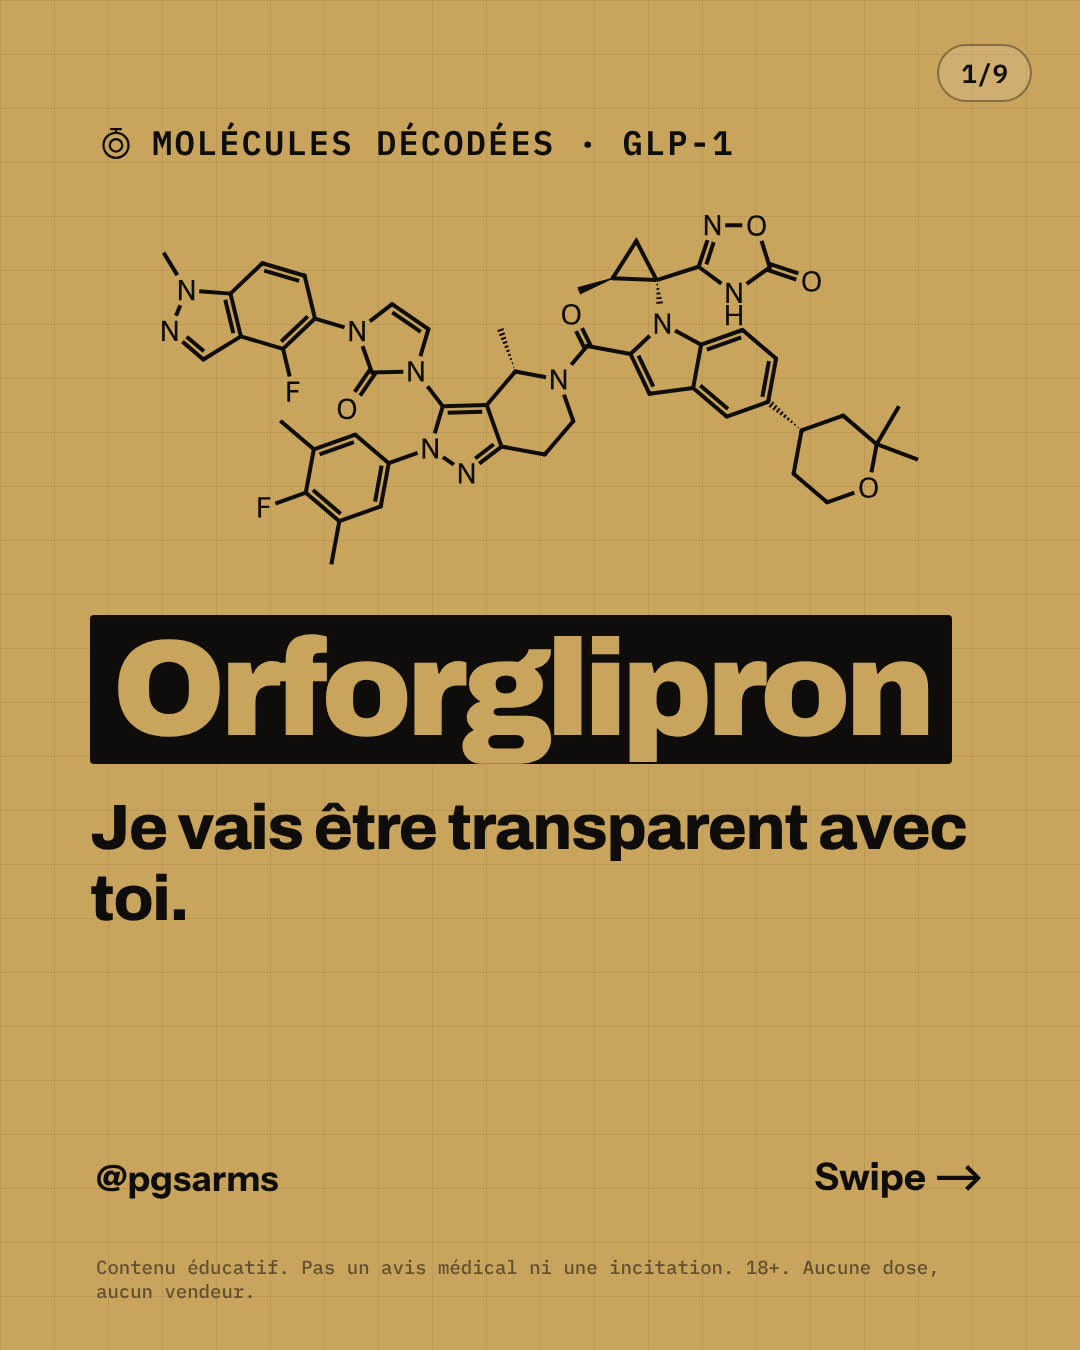 1/9
MOLÉCULES DÉCODÉES · GLP-1
N
O
N
N
H
O
O
N
N
N
F
N
O
N
N
O
N
N
F
O
Orforglipron
Je vais être transparent avec
toi.
@pgsarms
Swipe →
Contenu éducatif. Pas un avis médical ni une incitation. 18+. Aucune dose,
aucun vendeur.